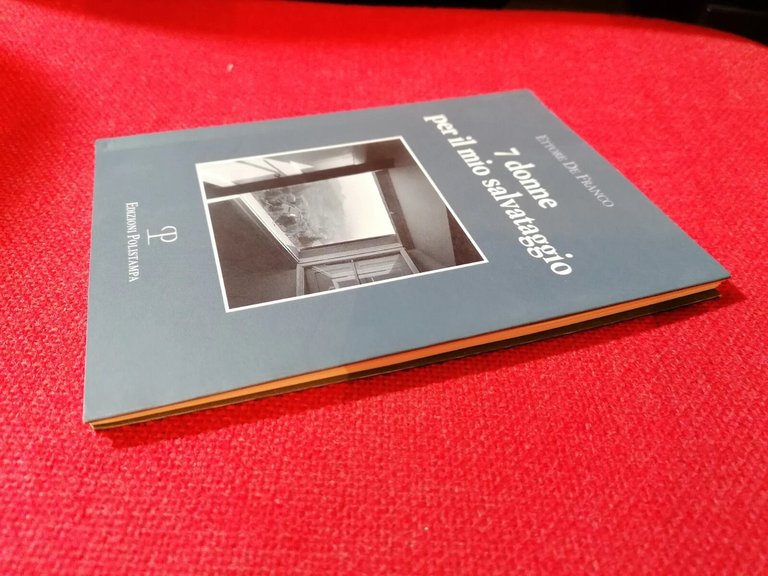 ETTORE DE FRANCO
7 donne
per il mio salvataggio
EDIZIONI POLISTAMPA